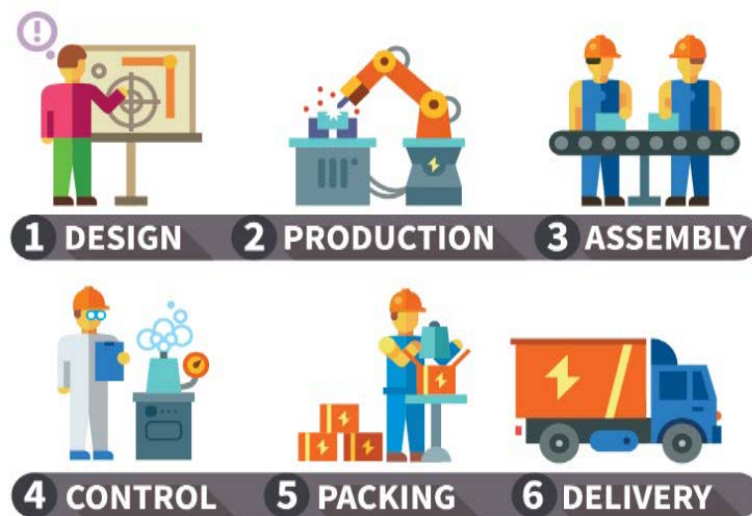 1 DESIGN 2 PRODUCTION 3 ASSEMBLY
4 CONTROL 5 PACKING 6 DELIVERY